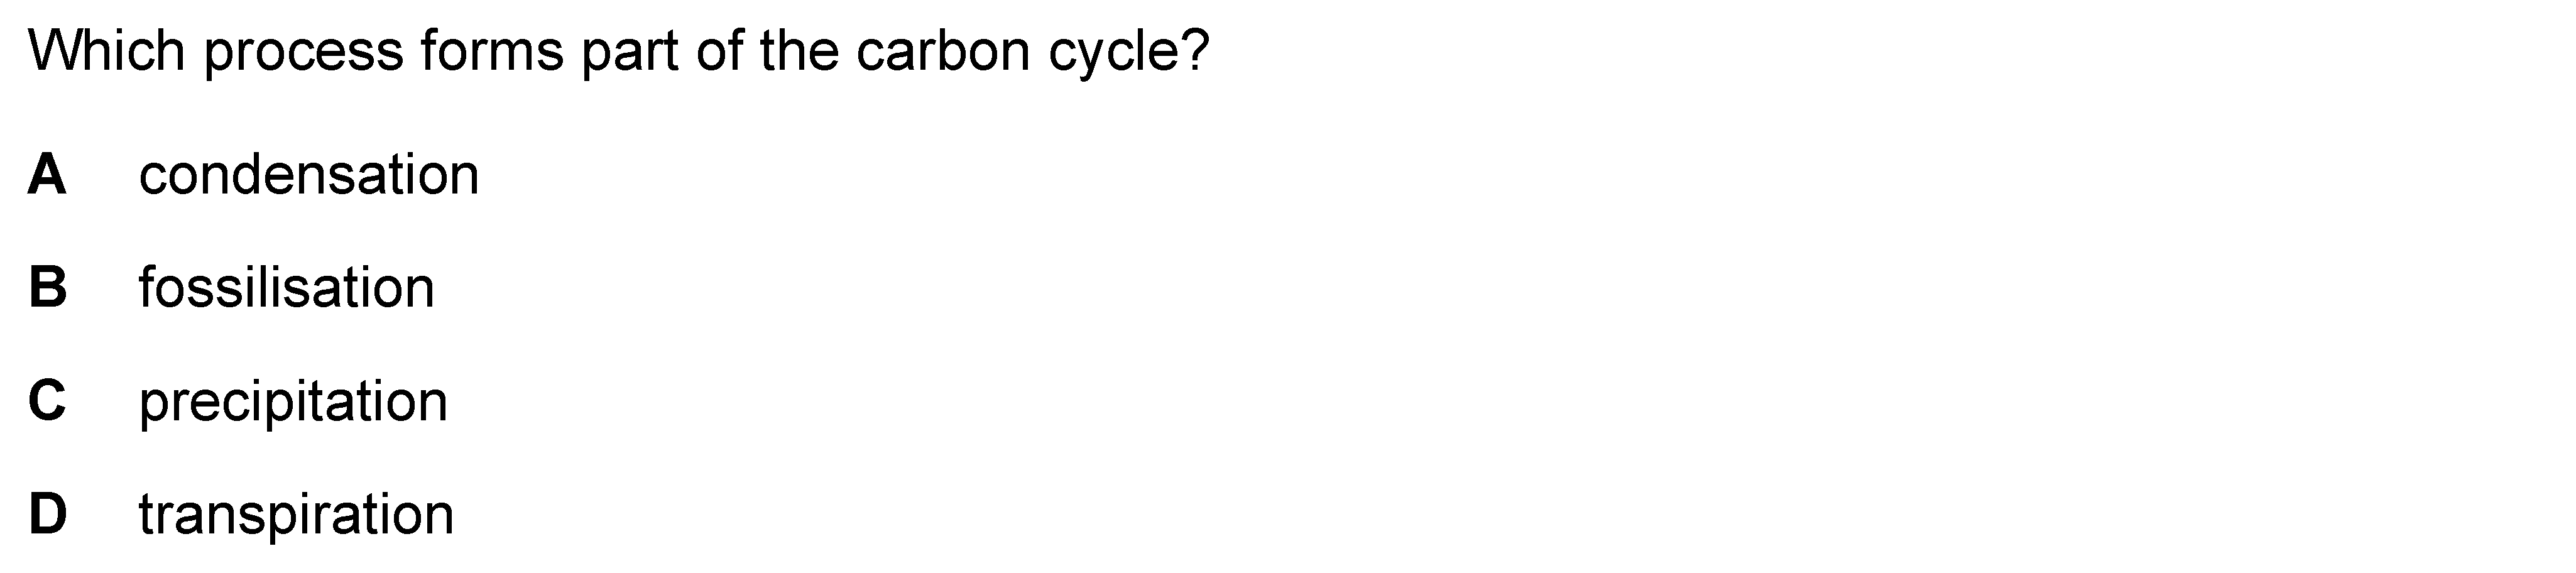 Which process forms part of the carbon cycle?
A condensation
B fossilisation
C precipitation
D transpiration